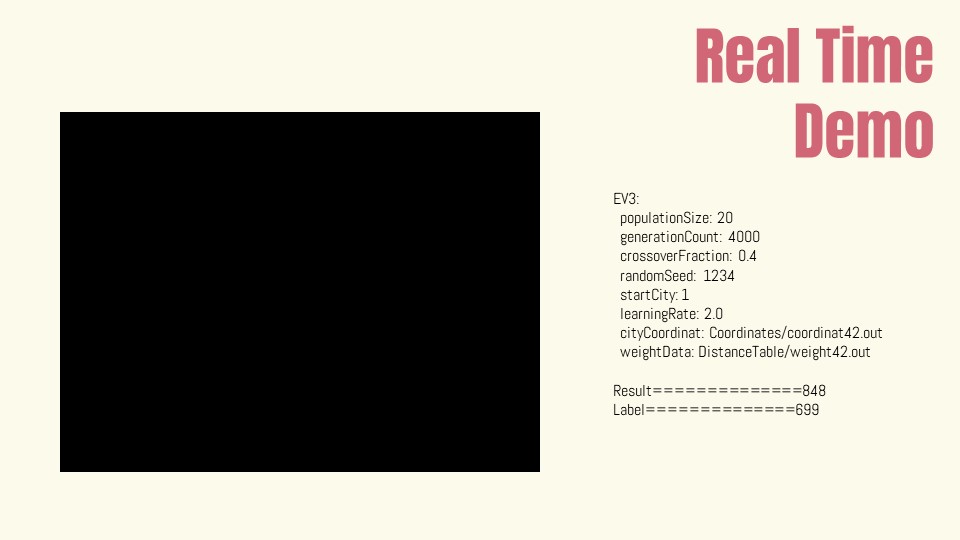 Real Time
Demo
EV3:
populationSize: 20
generationCount: 4000
crossoverFraction: 0.4
randomSeed: 1234
startCity: 1
learningRate: 2.0
cityCoordinat: Coordinates/coordinat42.out
weightData: DistanceTable/weight42.out
Result==============848
Label==============699